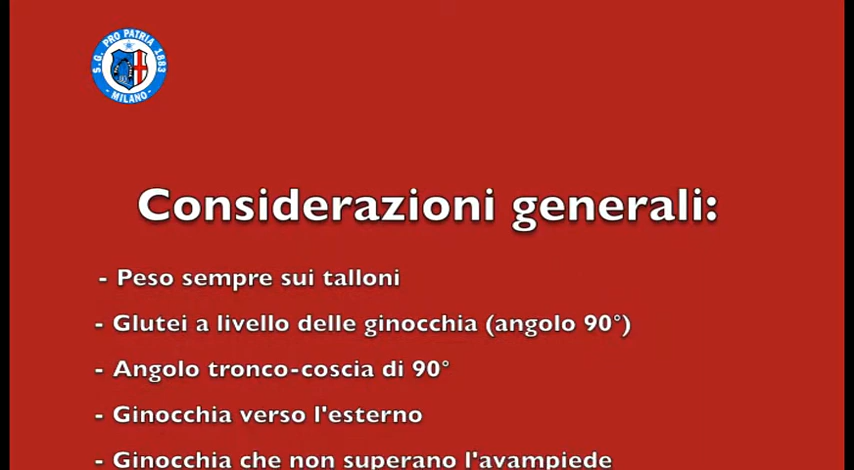 S.G. PRO PATRIA 1883
- MILANO -
Considerazioni generali:
- Peso sempre sui talloni
- Glutei a livello delle ginocchia (angolo 90°)
- Angolo tronco-coscia di 90°
- Ginocchia verso l'esterno
- Ginocchia che non superano l'avampiede